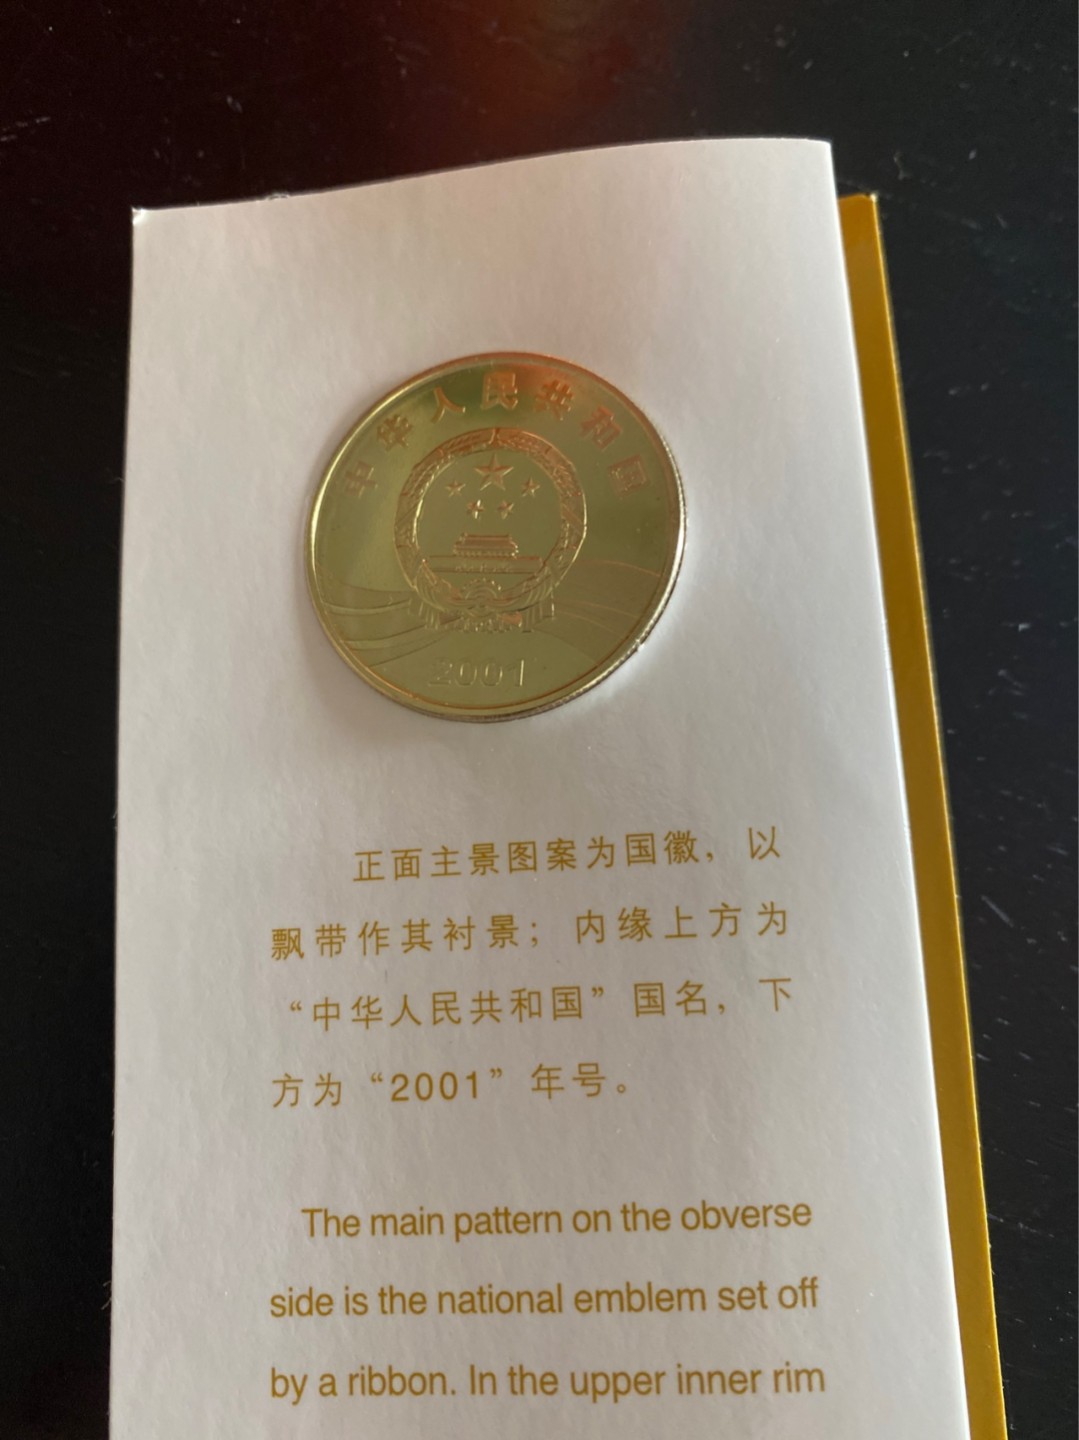 中华人民共和国
2001
正面主景图案为国徽，以
飘带作其衬景；内缘上方为
“中华人民共和国”国名，下
方为“2001”年号。
The main pattern on the obverse
side is the national emblem set off
by a ribbon. In the upper inner rim